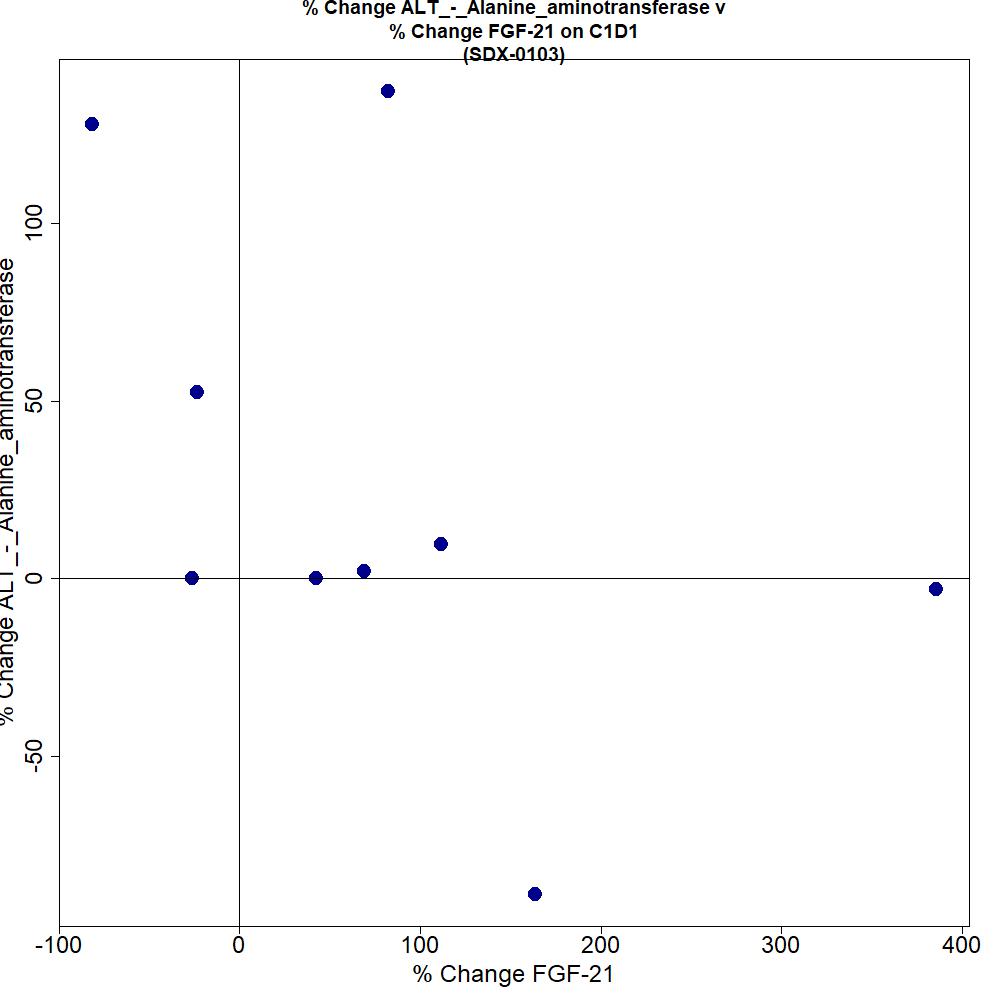 % Change ALT_-_Alanine_aminotransferase v
% Change FGF-21 on C1D1
(SDX-0103)
% Change ALT_-_Alanine_aminotransferase
100
50
0
-50
-100
0
100
200
300
400
% Change FGF-21